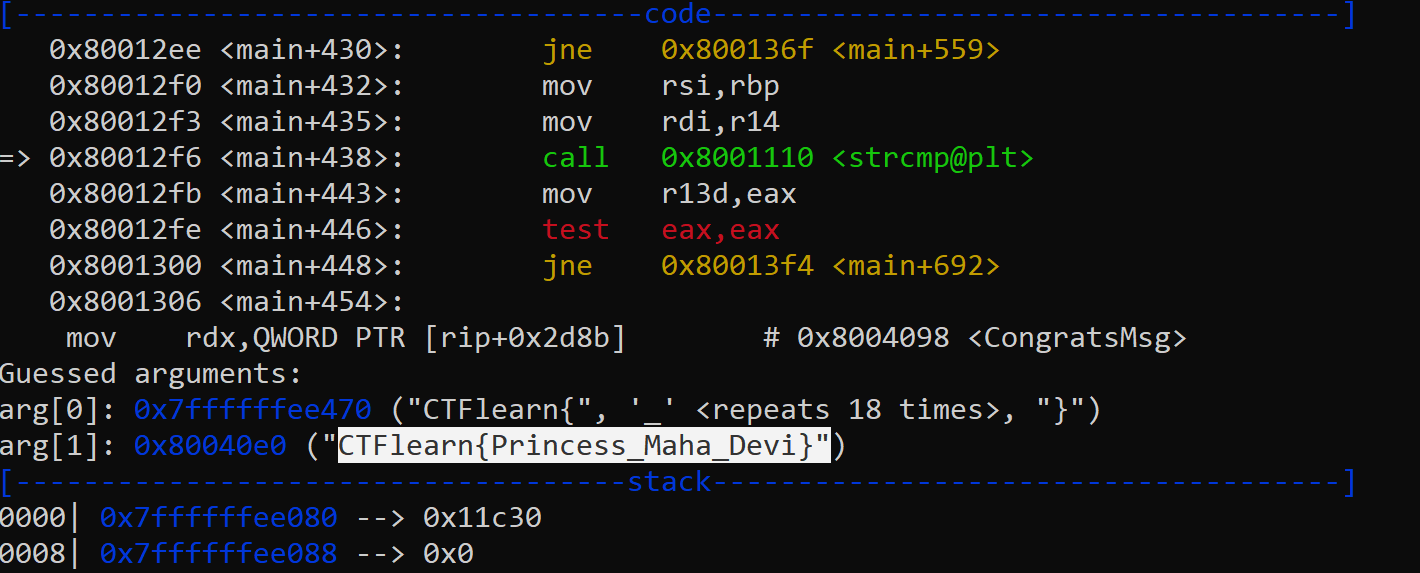 [--------------------------------------code--------------------------------------]
   0x80012ee <main+430>:	jne    0x800136f <main+559>
   0x80012f0 <main+432>:	mov    rsi,rbp
   0x80012f3 <main+435>:	mov    rdi,r14
=> 0x80012f6 <main+438>:	call   0x8001110 <strcmp@plt>
   0x80012fb <main+443>:	mov    r13d,eax
   0x80012fe <main+446>:	test   eax,eax
   0x8001300 <main+448>:	jne    0x80013f4 <main+692>
   0x8001306 <main+454>:
    mov    rdx,QWORD PTR [rip+0x2d8b]        # 0x8004098 <CongratsMsg>
Guessed arguments:
arg[0]: 0x7ffffffee470 ("CTFlearn{", '_' <repeats 18 times>, "}")
arg[1]: 0x80040e0 ("CTFlearn{Princess_Maha_Devi}")
[-------------------------------------stack--------------------------------------]
0000| 0x7ffffffee080 --> 0x11c30
0008| 0x7ffffffee088 --> 0x0